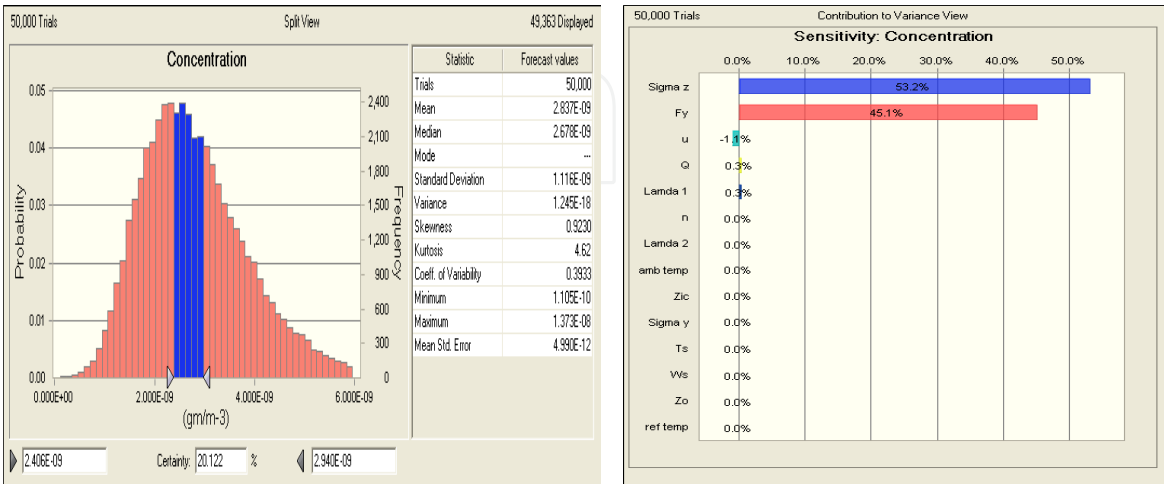 50,000 Trials Split View 49,363 Displayed
Concentration
0.05
0.04
0.03
0.02
0.01
0.00
Probability
2,400
2,100
1,800
1,500
1,200
900
600
300
0
Frequency
0.000E+00 2.000E-09 4.000E-09 6.000E-09
(gm/m-3)
Statistic Forecast values
Trials 50,000
Mean 2.837E-09
Median 2.678E-09
Mode ---
Standard Deviation 1.116E-09
Variance 1.245E-18
Skewness 0.9230
Kurtosis 4.62
Coeff. of Variability 0.3933
Minimum 1.105E-10
Maximum 1.373E-08
Mean Std. Error 4.990E-12
2.406E-09 Certainty: 20.122 % 2.940E-09
50,000 Trials Contribution to Variance View
Sensitivity: Concentration
0.0% 10.0% 20.0% 30.0% 40.0% 50.0%
Sigma z 53.2%
Fy 45.1%
u -1.1%
Q 0.3%
Lamda 1 0.3%
n 0.0%
Lamda 2 0.0%
amb temp 0.0%
Zic 0.0%
Sigma y 0.0%
Ts 0.0%
Ws 0.0%
Zo 0.0%
ref temp 0.0%